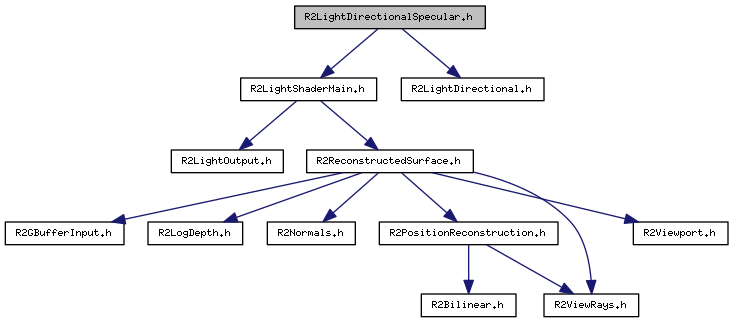 R2LightDirectionalSpecular.h
R2LightShaderMain.h
R2LightDirectional.h
R2LightOutput.h
R2ReconstructedSurface.h
R2GBufferInput.h
R2LogDepth.h
R2Normals.h
R2PositionReconstruction.h
R2Viewport.h
R2Bilinear.h
R2ViewRays.h